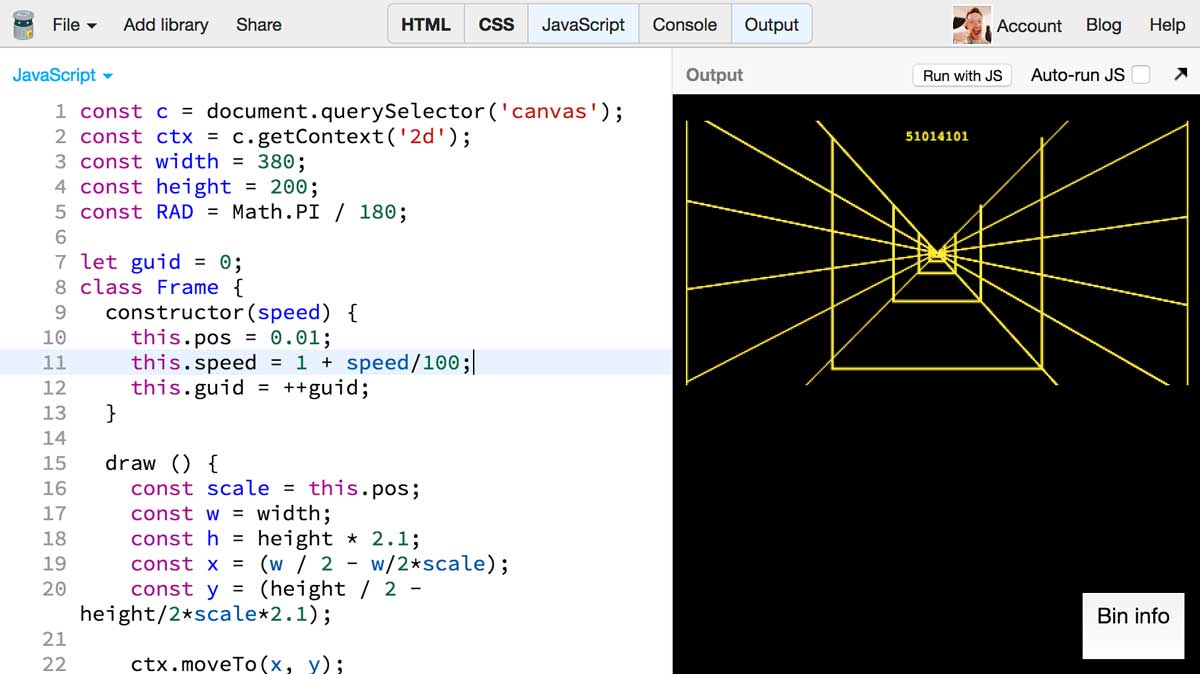 File Add library Share HTML CSS JavaScript Console Output Account Blog Help
JavaScript
Output Run with JS Auto-run JS
1 const c = document.querySelector('canvas');
2 const ctx = c.getContext('2d');
3 const width = 380;
4 const height = 200;
5 const RAD = Math.PI / 180;
6
7 let guid = 0;
8 class Frame {
9 constructor(speed) {
10 this.pos = 0.01;
11 this.speed = 1 + speed/100;
12 this.guid = ++guid;
13 }
14
15 draw () {
16 const scale = this.pos;
17 const w = width;
18 const h = height * 2.1;
19 const x = (w / 2 - w/2*scale);
20 const y = (height / 2 -
height/2*scale*2.1);
21
22 ctx.moveTo(x, y);
51014101
Bin info